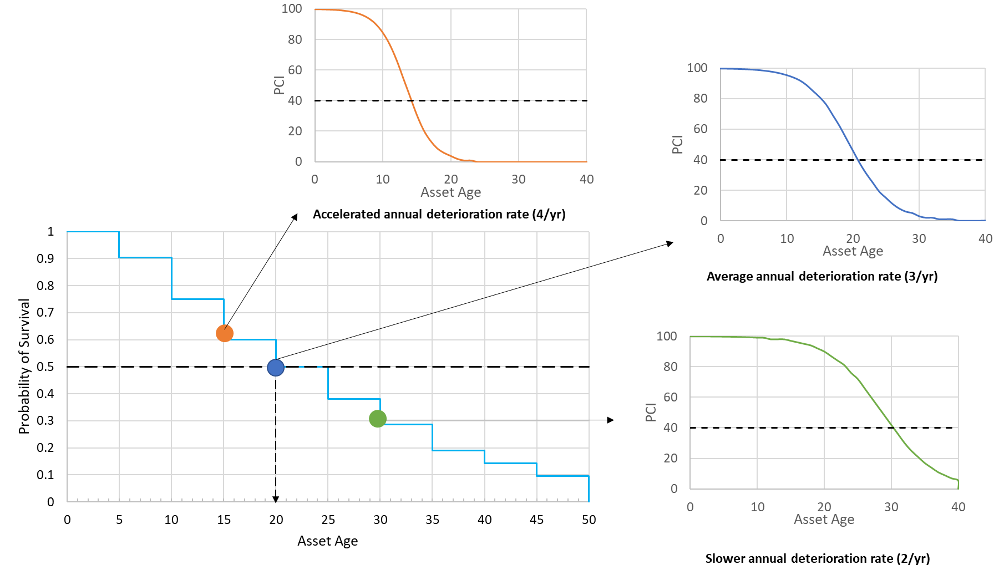 100
80
60
40
20
0
PCI
0 10 20 30 40
Asset Age
Accelerated annual deterioration rate (4/yr)
100
80
60
40
20
0
PCI
0 10 20 30 40
Asset Age
Average annual deterioration rate (3/yr)
1
0.9
0.8
0.7
0.6
0.5
0.4
0.3
0.2
0.1
0
Probability of Survival
0 5 10 15 20 25 30 35 40 45 50
Asset Age
100
80
60
40
20
0
PCI
0 10 20 30 40
Asset Age
Slower annual deterioration rate (2/yr)